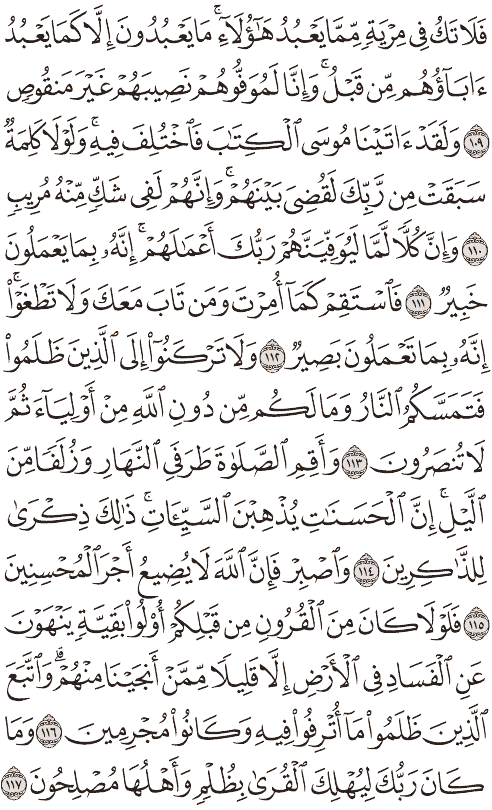 فَلَا تَكُ فِي مِرْيَةٍ مِّمَّا يَعْبُدُ هَٰٓؤُلَآءِۚ مَا يَعْبُدُونَ إِلَّا كَمَا يَعْبُدُ
ءَابَآؤُهُم مِّن قَبْلُۚ وَإِنَّا لَمُوَفُّوهُمْ نَصِيبَهُمْ غَيْرَ مَنقُوصٍ
١٠٩ وَلَقَدْ ءَاتَيْنَا مُوسَى ٱلْكِتَٰبَ فَٱخْتُلِفَ فِيهِۚ وَلَوْلَا كَلِمَةٌ
سَبَقَتْ مِن رَّبِّكَ لَقُضِيَ بَيْنَهُمْۚ وَإِنَّهُمْ لَفِي شَكٍّ مِّنْهُ مُرِيبٍ
١١٠ وَإِنَّ كُلًّا لَّمَّا لَيُوَفِّيَنَّهُمْ رَبُّكَ أَعْمَٰلَهُمْۚ إِنَّهُۥ بِمَا يَعْمَلُونَ
خَبِيرٌ ١١١ فَٱسْتَقِمْ كَمَآ أُمِرْتَ وَمَن تَابَ مَعَكَ وَلَا تَطْغَوْا۟ۚ
إِنَّهُۥ بِمَا تَعْمَلُونَ بَصِيرٌ ١١٢ وَلَا تَرْكَنُوٓا۟ إِلَى ٱلَّذِينَ ظَلَمُوا۟
فَتَمَسَّكُمُ ٱلنَّارُ وَمَا لَكُم مِّن دُونِ ٱللَّهِ مِنْ أَوْلِيَآءَ ثُمَّ
لَا تُنصَرُونَ ١١٣ وَأَقِمِ ٱلصَّلَوٰةَ طَرَفَيِ ٱلنَّهَارِ وَزُلَفًا مِّنَ
ٱلَّيْلِۚ إِنَّ ٱلْحَسَنَٰتِ يُذْهِبْنَ ٱلسَّيِّـَٔاتِۚ ذَٰلِكَ ذِكْرَىٰ
لِلذَّٰكِرِينَ ١١٤ وَٱصْبِرْ فَإِنَّ ٱللَّهَ لَا يُضِيعُ أَجْرَ ٱلْمُحْسِنِينَ
١١٥ فَلَوْلَا كَانَ مِنَ ٱلْقُرُونِ مِن قَبْلِكُمْ أُو۟لُوا۟ بَقِيَّةٍ يَنْهَوْنَ
عَنِ ٱلْفَسَادِ فِي ٱلْأَرْضِ إِلَّا قَلِيلًا مِّمَّنْ أَنجَيْنَا مِنْهُمْۗ وَٱتَّبَعَ
ٱلَّذِينَ ظَلَمُوا۟ مَآ أُتْرِفُوا۟ فِيهِ وَكَانُوا۟ مُجْرِمِينَ ١١٦ وَمَا
كَانَ رَبُّكَ لِيُهْلِكَ ٱلْقُرَىٰ بِظُلْمٍ وَأَهْلُهَا مُصْلِحُونَ ١١٧